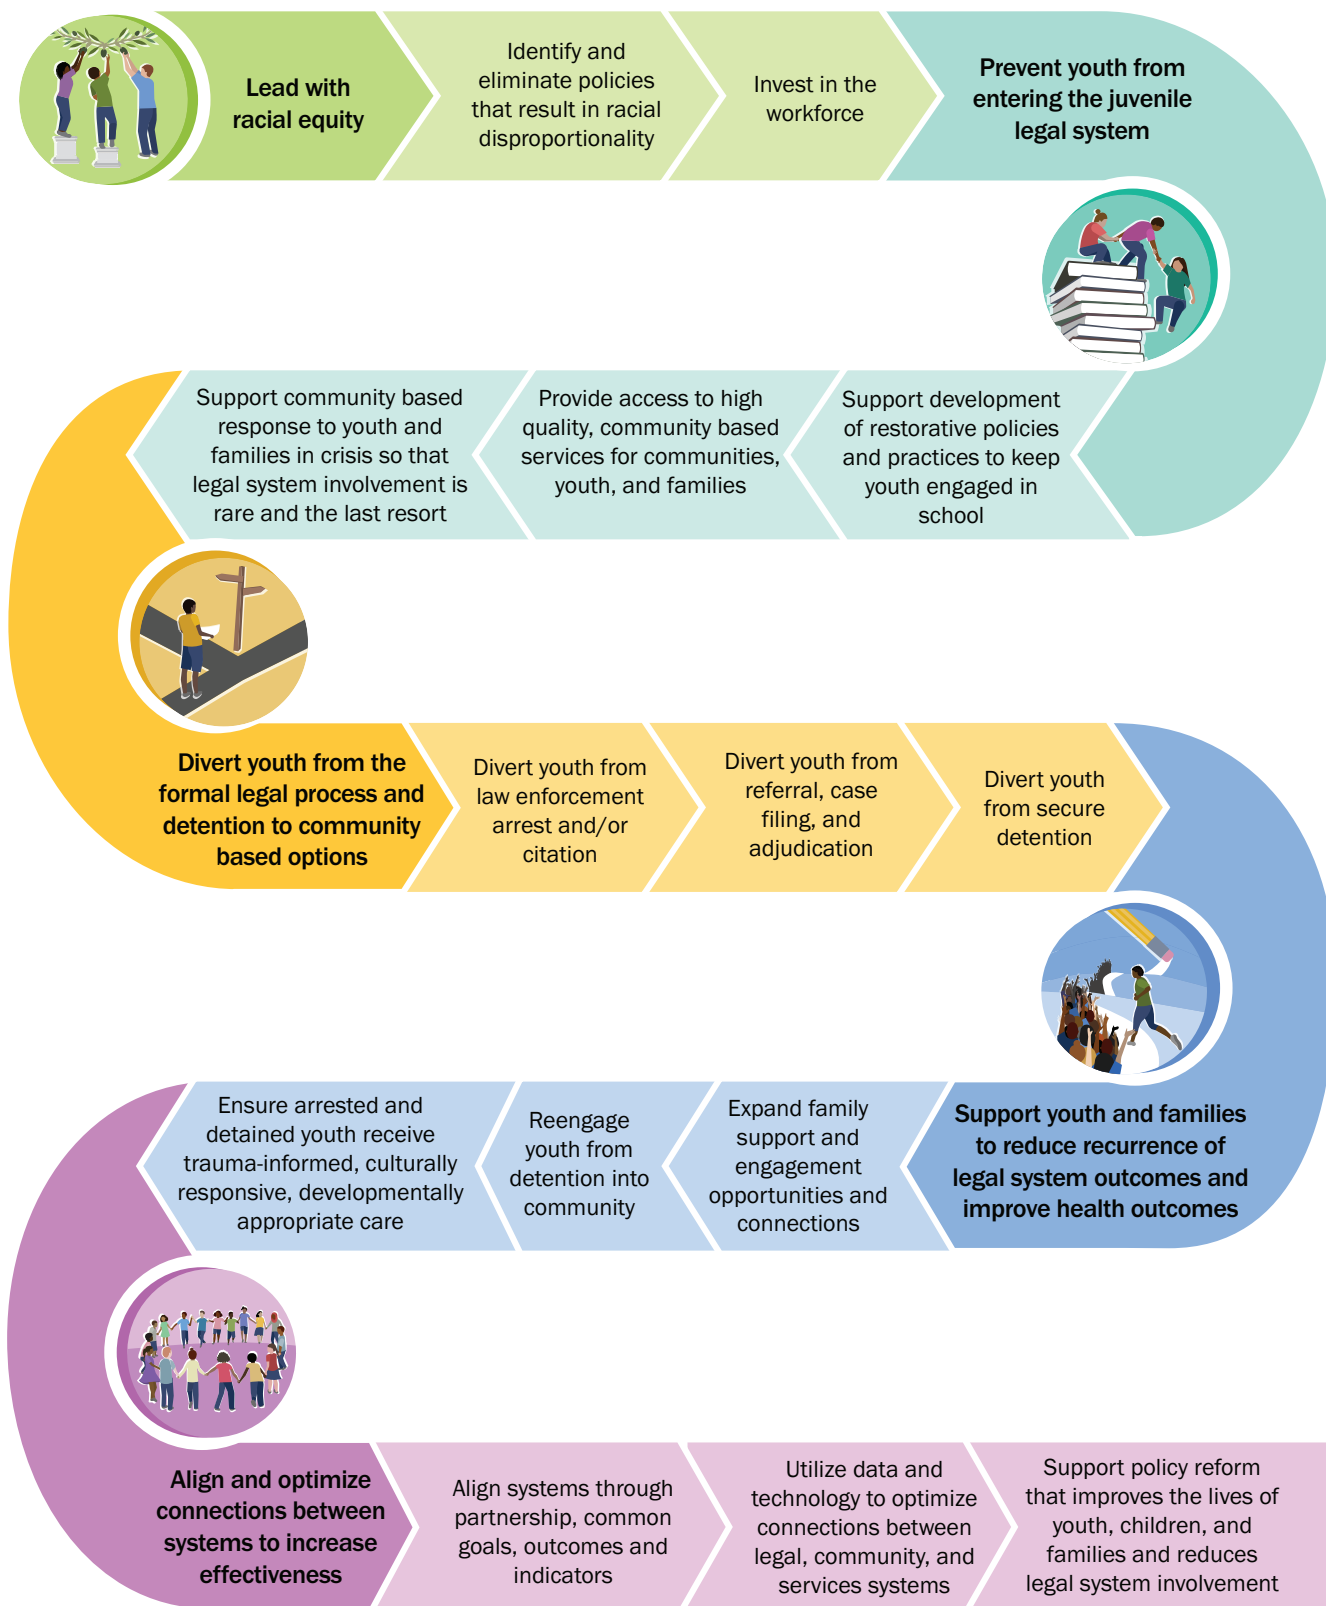 Lead with
racial equity
Identify and
eliminate policies
that result in racial
disproportionality
Invest in the
workforce
Prevent youth from
entering the juvenile
legal system
Support development
of restorative policies
and practices to keep
youth engaged in
school
Provide access to high
quality, community based
services for communities,
youth, and families
Support community based
response to youth and
families in crisis so that
legal system involvement is
rare and the last resort
Divert youth from the
formal legal process and
detention to community
based options
Divert youth from
law enforcement
arrest and/or
citation
Divert youth from
referral, case
filing, and
adjudication
Divert youth
from secure
detention
Support youth and families
to reduce recurrence of
legal system outcomes and
improve health outcomes
Expand family
support and
engagement
opportunities and
connections
Reengage
youth from
detention into
community
Ensure arrested and
detained youth receive
trauma-informed, culturally
responsive, developmentally
appropriate care
Align and optimize
connections between
systems to increase
effectiveness
Align systems through
partnership, common
goals, outcomes and
indicators
Utilize data and
technology to optimize
connections between
legal, community, and
services systems
Support policy reform
that improves the lives of
youth, children, and
families and reduces
legal system involvement